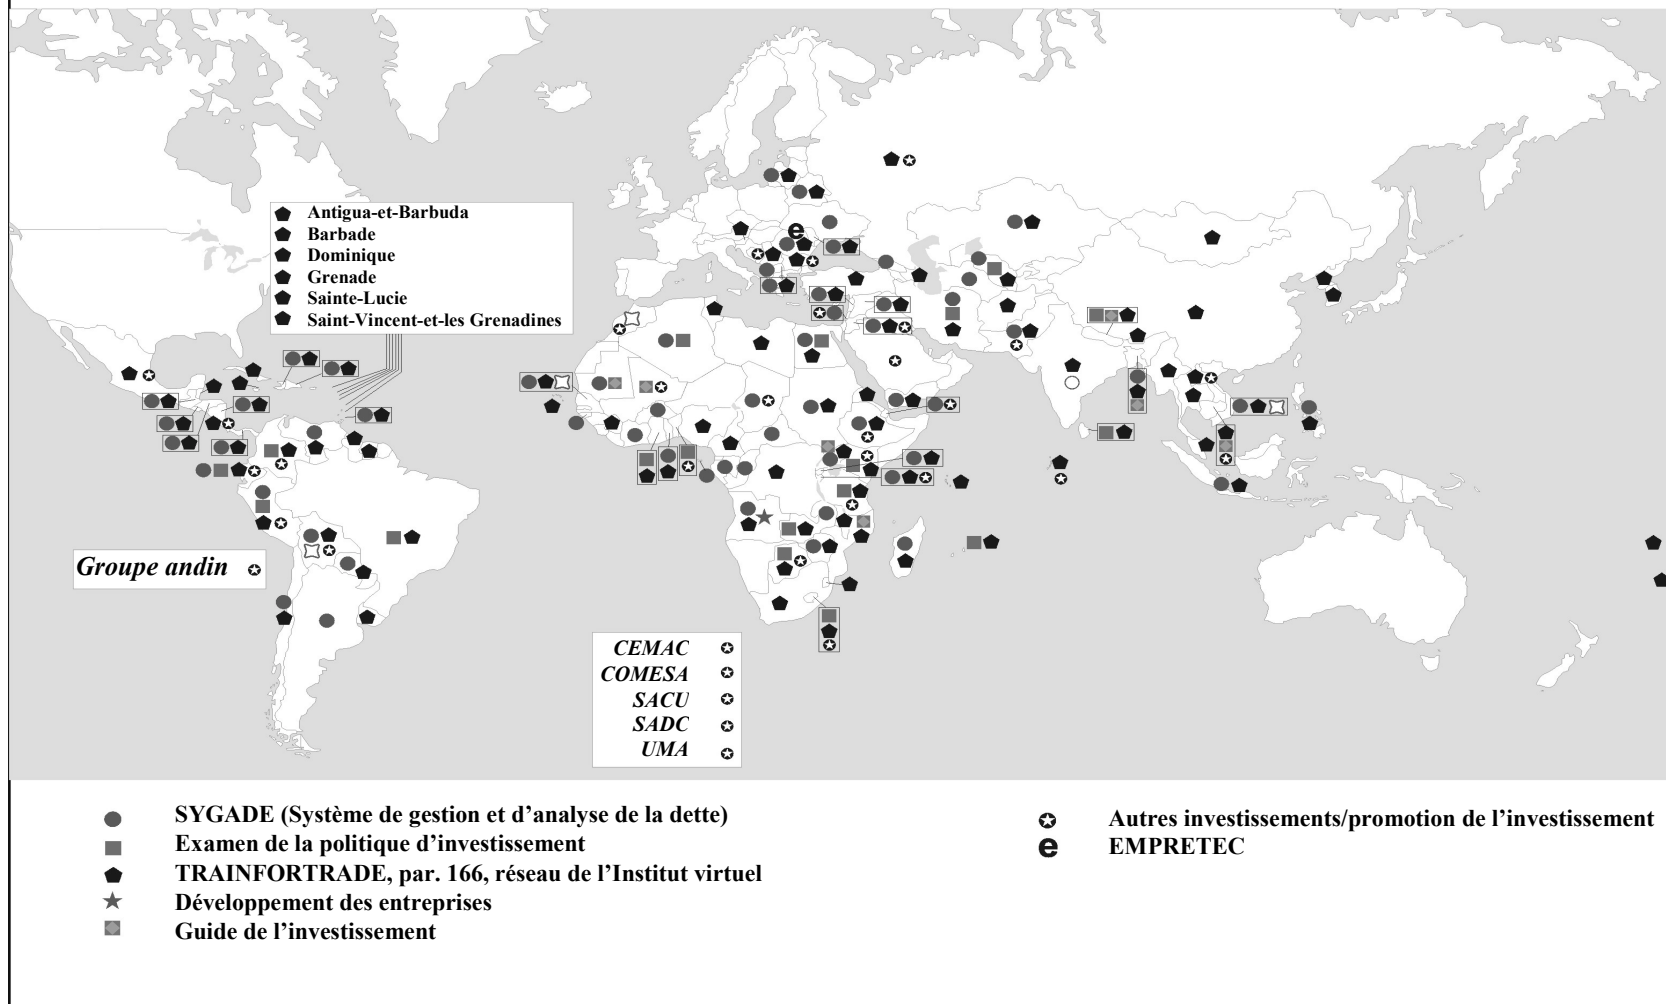 Antigua-et-Barbuda
Barbade
Dominique
Grenade
Sainte-Lucie
Saint-Vincent-et-les Grenadines
e
Groupe andin
CEMAC
COMESA
SACU
SADC
UMA
SYGADE (Système de gestion et d’analyse de la dette)
Examen de la politique d’investissement
TRAINFORTRADE, par. 166, réseau de l’Institut virtuel
Développement des entreprises
Guide de l’investissement
Autres investissements/promotion de l’investissement
e EMPRETEC